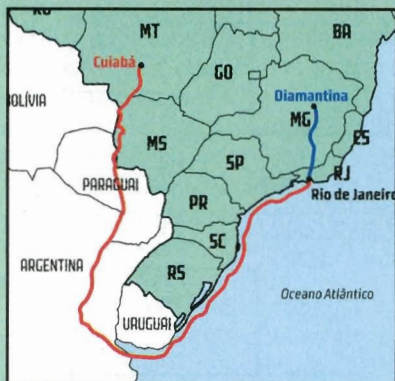 MT
BA
Cuiabá
GO
Diamantina
BOLÍVIA
MG
ES
MS
SP
RJ
PARAGUAI
Rio de Janeiro
PR
SC
ARGENTINA
RS
Oceano Atlântico
URUGUAI